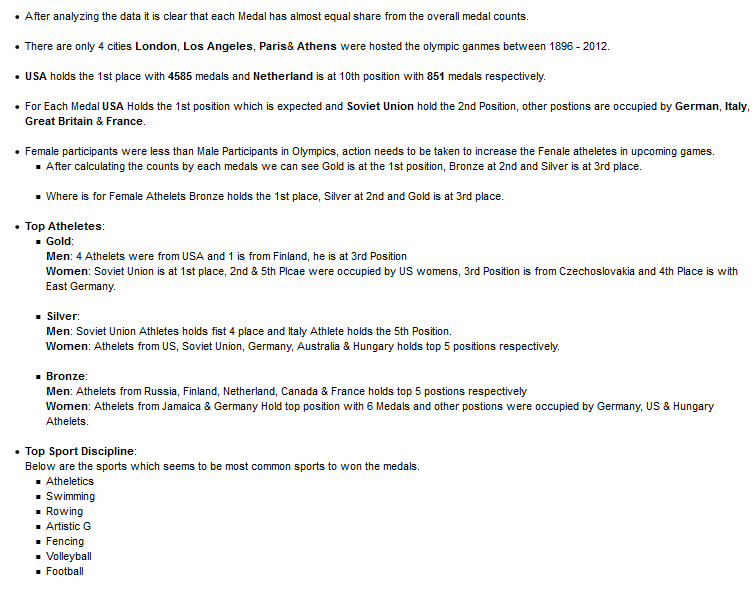 After analyzing the data it is clear that each Medal has almost equal share from the overall medal counts.
There are only 4 cities London, Los Angeles, Paris& Athens were hosted the olympic ganmes between 1896 - 2012.
USA holds the 1st place with 4585 medals and Netherland is at 10th position with 851 medals respectively.
For Each Medal USA Holds the 1st position which is expected and Soviet Union hold the 2nd Position, other postions are occupied by German, Italy,
Great Britain & France.
Female participants were less than Male Participants in Olympics, action needs to be taken to increase the Fenale atheletes in upcoming games.
After calculating the counts by each medals we can see Gold is at the 1st position, Bronze at 2nd and Silver is at 3rd place.
Where is for Female Athelets Bronze holds the 1st place, Silver at 2nd and Gold is at 3rd place.
Top Atheletes:
Gold:
Men: 4 Athelets were from USA and 1 is from Finland, he is at 3rd Position
Women: Soviet Union is at 1st place, 2nd & 5th Plcae were occupied by US womens, 3rd Position is from Czechoslovakia and 4th Place is with
East Germany.
Silver:
Men: Soviet Union Athletes holds fist 4 place and Italy Athlete holds the 5th Position.
Women: Athelets from US, Soviet Union, Germany, Australia & Hungary holds top 5 positions respectively.
Bronze:
Men: Athelets from Russia, Finland, Netherland, Canada & France holds top 5 postions respectively
Women: Athelets from Jamaica & Germany Hold top position with 6 Medals and other postions were occupied by Germany, US & Hungary
Athelets.
Top Sport Discipline:
Below are the sports which seems to be most common sports to won the medals.
Atheletics
Swimming
Rowing
Artistic G
Fencing
Volleyball
Football